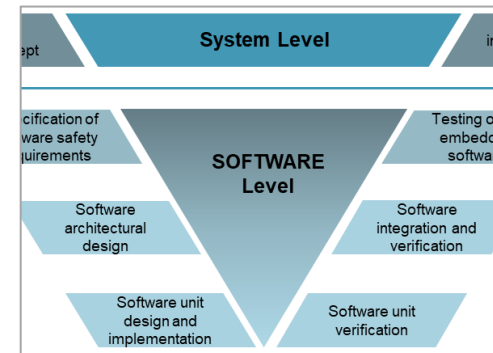 System Level
ept
in
cification of
ware safety
quirements
SOFTWARE
Level
Testing o
embedd
softwar
Software
architectural
design
Software
integration and
verification
Software unit
design and
implementation
Software unit
verification